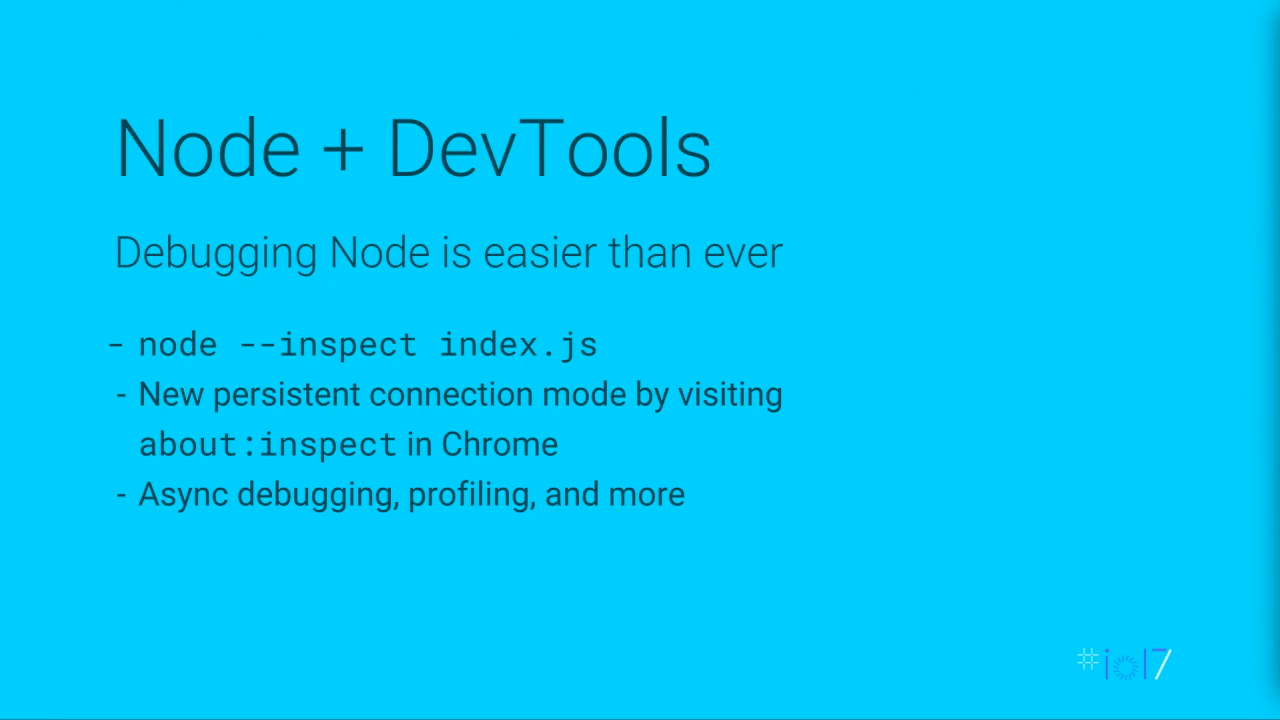 Node + DevTools
Debugging Node is easier than ever
- node --inspect index.js
- New persistent connection mode by visiting
about:inspect in Chrome
- Async debugging, profiling, and more
#io17